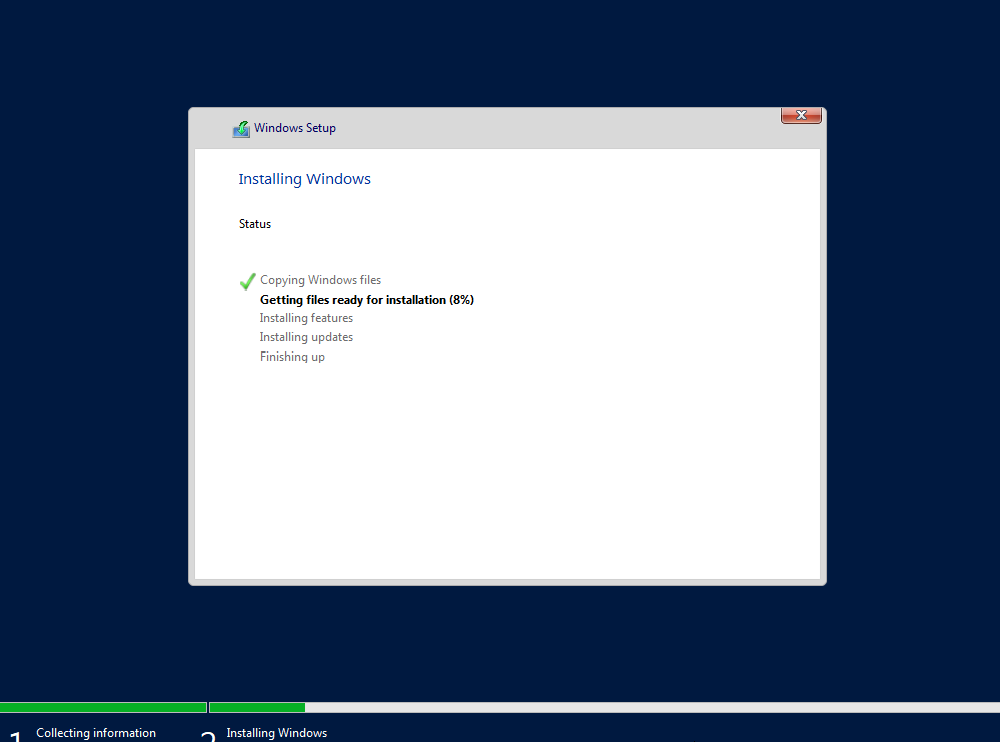 Windows Setup
Installing Windows
Status
Copying Windows files
Getting files ready for installation (8%)
Installing features
Installing updates
Finishing up
1 Collecting information
2 Installing Windows